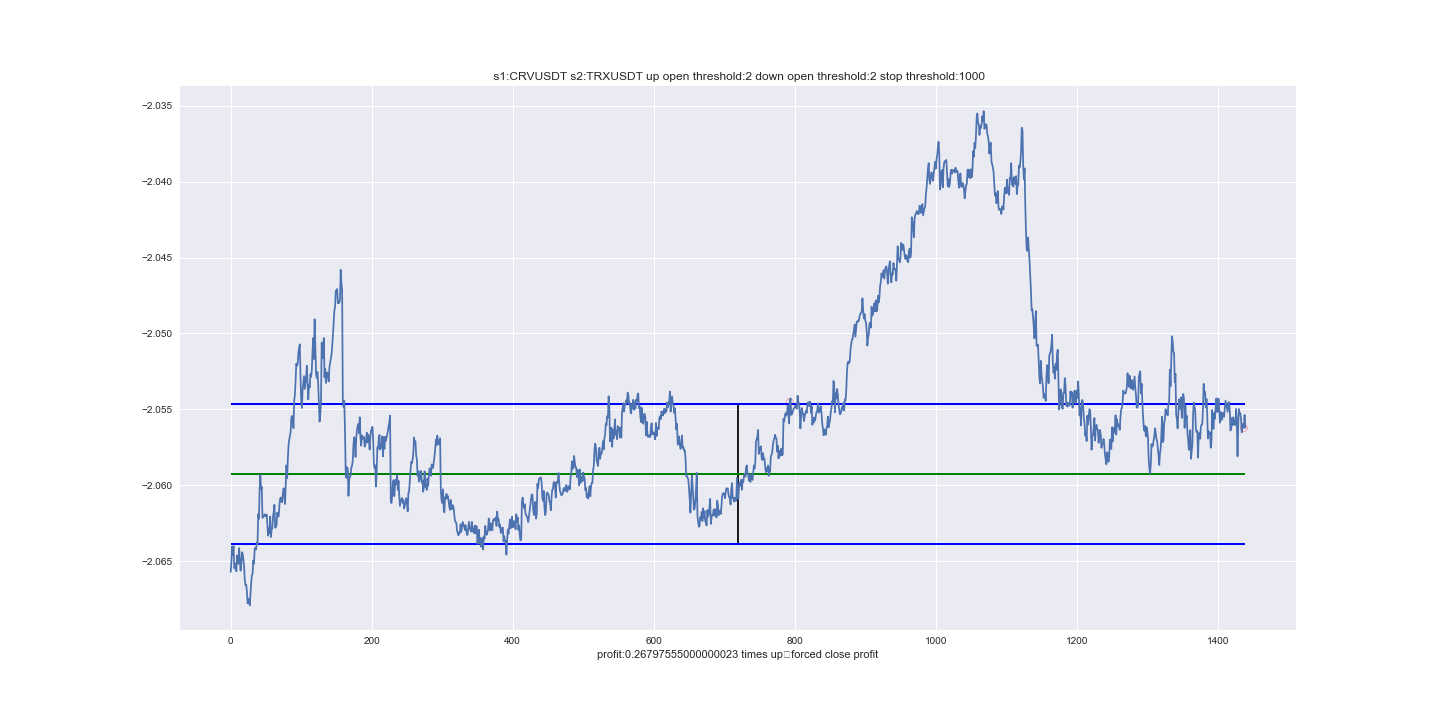 s1:CRVUSDT s2:TRXUSDT up open threshold:2 down open threshold:2 stop threshold:1000
−2.035
−2.040
−2.045
−2.050
−2.055
−2.060
−2.065
0 200 400 600 800 1000 1200 1400
profit:0.26797555000000023 times up□forced close profit